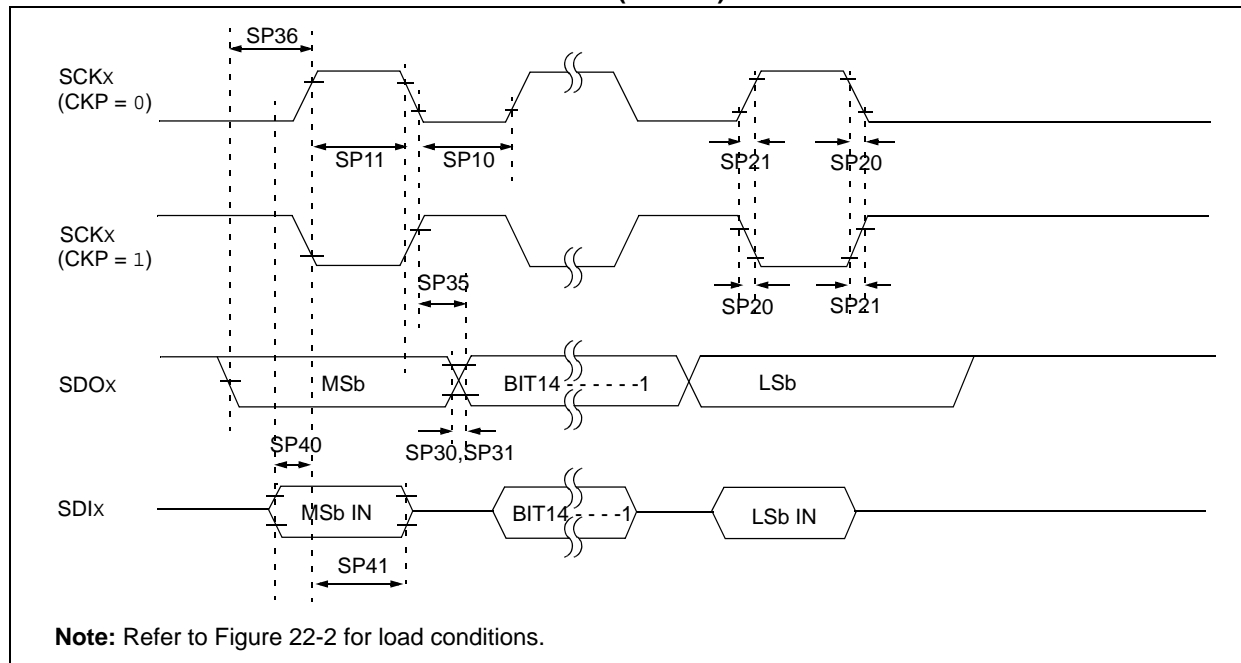 SP36
SCKx
(CKP = 0)
SP11
SP10
SP21
SP20
SCKx
(CKP = 1)
SP35
SP20
SP21
SDOx
MSb
BIT14 - - - - - -1
LSb
SP40
SP30,SP31
SDIx
MSb IN
BIT14 - - - -1
LSb IN
SP41
Note: Refer to Figure 22-2 for load conditions.